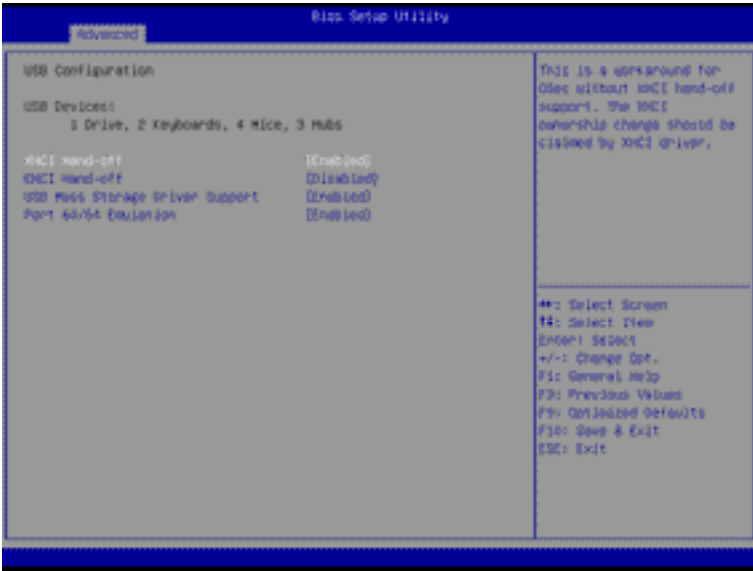 Bios Setup Utility
Advanced
USB Configuration
USB Devices:
1 Drive, 2 Keyboards, 4 Mice, 3 Hubs
XHCI Hand-off [Enabled]
EHCI Hand-off [Disabled]
USB Mass Storage Driver Support [Enabled]
Port 60/64 Emulation [Enabled]
This is a workaround for
OSes without XHCI hand-off
support. The XHCI
ownership change should be
claimed by XHCI driver.
: Select Screen
: Select Item
Enter: Select
+/-: Change Opt.
F1: General Help
Previous Values
F9: Optimized Defaults
F10: Save & Exit
ESC: Exit